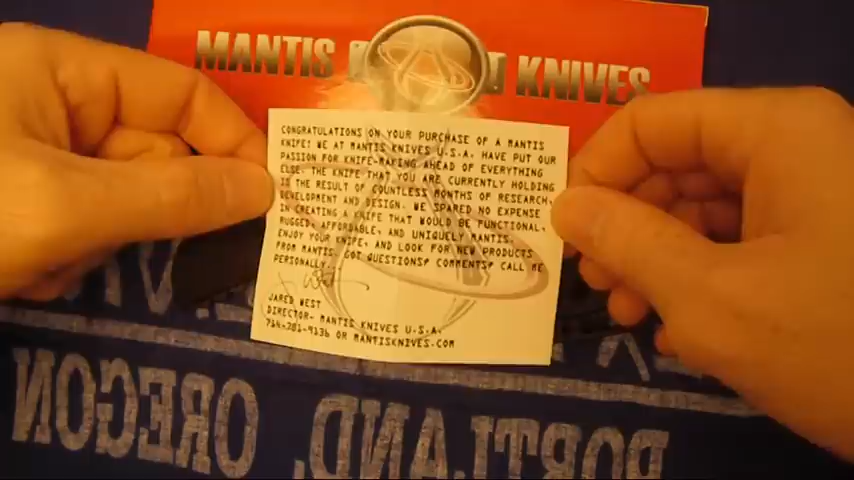 MANTIS KNIVES
CONGRATULATIONS ON YOUR PURCHASE OF A MANTIS
KNIFE! WE AT MANTIS KNIVES U.S.A. HAVE PUT OUR
PASSION FOR KNIFE-MAKING AHEAD OF EVERYTHING
ELSE. THE KNIFE THAT YOU ARE CURRENTLY HOLDING
IS THE RESULT OF COUNTLESS MONTHS OF RESEARCH,
DEVELOPMENT AND DESIGN. WE SPARED NO EXPENSE
IN CREATING A KNIFE THAT WOULD BE FUNCTIONAL,
RUGGED, AFFORDABLE, AND UNIQUELY MANTIS.
ENJOY YOUR KNIFE, AND LOOK FOR NEW PRODUCTS
FROM MANTIS. GOT QUESTIONS? COMMENTS? CALL ME
PERSONALLY.
JARED WEST
DIRECTOR- MANTIS KNIVES U.S.A.
714-281-9136 OR MANTISKNIVES.COM
PORTLAND, OREGON